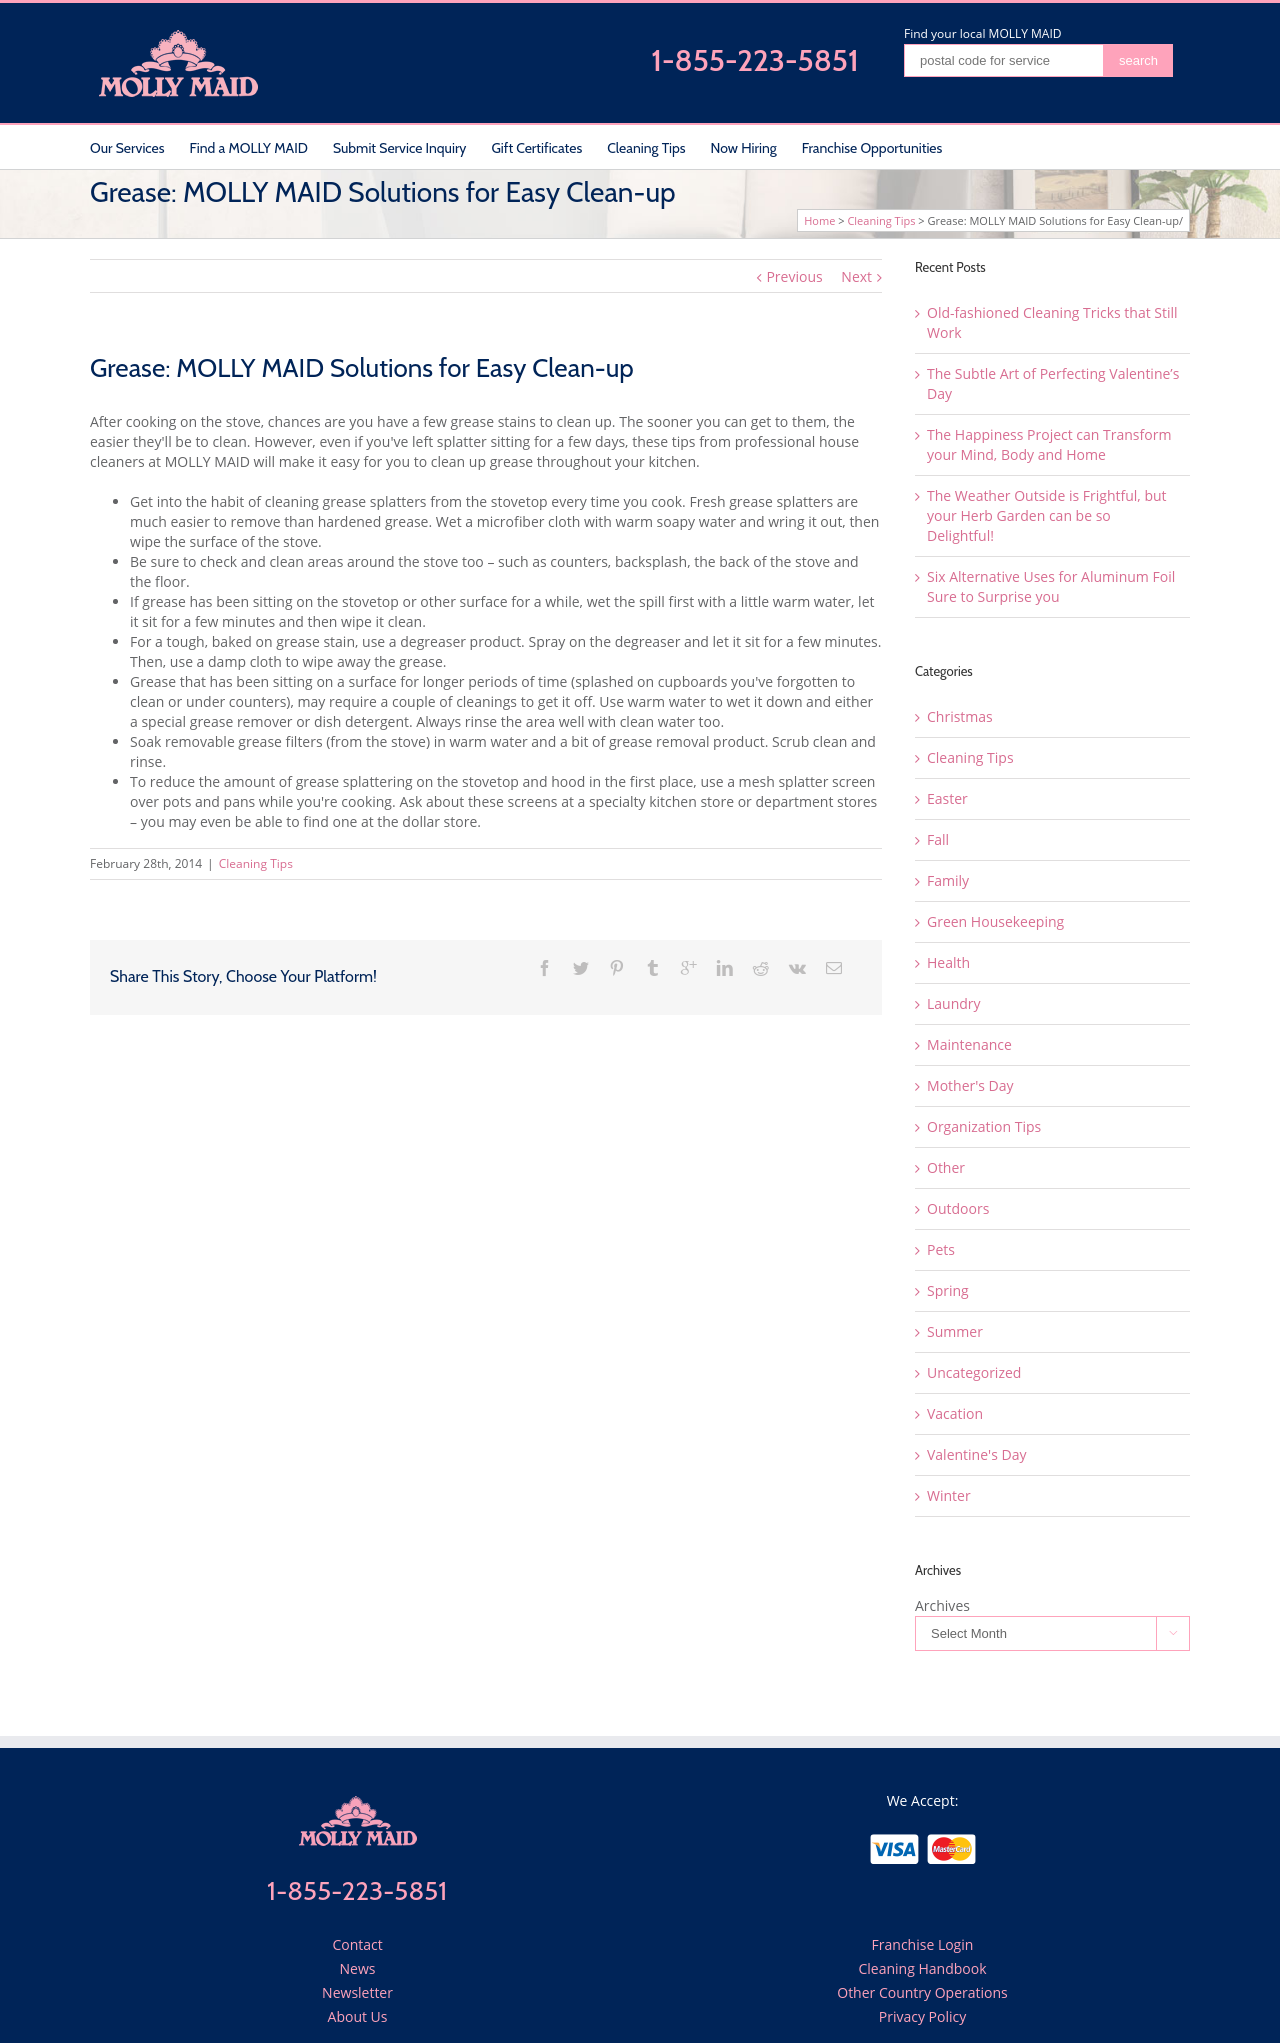 MOLLY MAID
1-855-223-5851
Find your local MOLLY MAID
postal code for service
search
Our Services
Find a MOLLY MAID
Submit Service Inquiry
Gift Certificates
Cleaning Tips
Now Hiring
Franchise Opportunities
Grease: MOLLY MAID Solutions for Easy Clean-up
Home > Cleaning Tips > Grease: MOLLY MAID Solutions for Easy Clean-up/
‹ Previous Next ›
Grease: MOLLY MAID Solutions for Easy Clean-up
After cooking on the stove, chances are you have a few grease stains to clean up. The sooner you can get to them, the
easier they'll be to clean. However, even if you've left splatter sitting for a few days, these tips from professional house
cleaners at MOLLY MAID will make it easy for you to clean up grease throughout your kitchen.
• Get into the habit of cleaning grease splatters from the stovetop every time you cook. Fresh grease splatters are
much easier to remove than hardened grease. Wet a microfiber cloth with warm soapy water and wring it out, then
wipe the surface of the stove.
• Be sure to check and clean areas around the stove too – such as counters, backsplash, the back of the stove and
the floor.
• If grease has been sitting on the stovetop or other surface for a while, wet the spill first with a little warm water, let
it sit for a few minutes and then wipe it clean.
• For a tough, baked on grease stain, use a degreaser product. Spray on the degreaser and let it sit for a few minutes.
Then, use a damp cloth to wipe away the grease.
• Grease that has been sitting on a surface for longer periods of time (splashed on cupboards you've forgotten to
clean or under counters), may require a couple of cleanings to get it off. Use warm water to wet it down and either
a special grease remover or dish detergent. Always rinse the area well with clean water too.
• Soak removable grease filters (from the stove) in warm water and a bit of grease removal product. Scrub clean and
rinse.
• To reduce the amount of grease splattering on the stovetop and hood in the first place, use a mesh splatter screen
over pots and pans while you're cooking. Ask about these screens at a specialty kitchen store or department stores
– you may even be able to find one at the dollar store.
February 28th, 2014 | Cleaning Tips
Share This Story, Choose Your Platform!
Recent Posts
Old-fashioned Cleaning Tricks that Still
Work
The Subtle Art of Perfecting Valentine’s
Day
The Happiness Project can Transform
your Mind, Body and Home
The Weather Outside is Frightful, but
your Herb Garden can be so
Delightful!
Six Alternative Uses for Aluminum Foil
Sure to Surprise you
Categories
Christmas
Cleaning Tips
Easter
Fall
Family
Green Housekeeping
Health
Laundry
Maintenance
Mother's Day
Organization Tips
Other
Outdoors
Pets
Spring
Summer
Uncategorized
Vacation
Valentine's Day
Winter
Archives
Archives
Select Month
MOLLY MAID
1-855-223-5851
Contact
News
Newsletter
About Us
We Accept:
VISA
MasterCard
Franchise Login
Cleaning Handbook
Other Country Operations
Privacy Policy